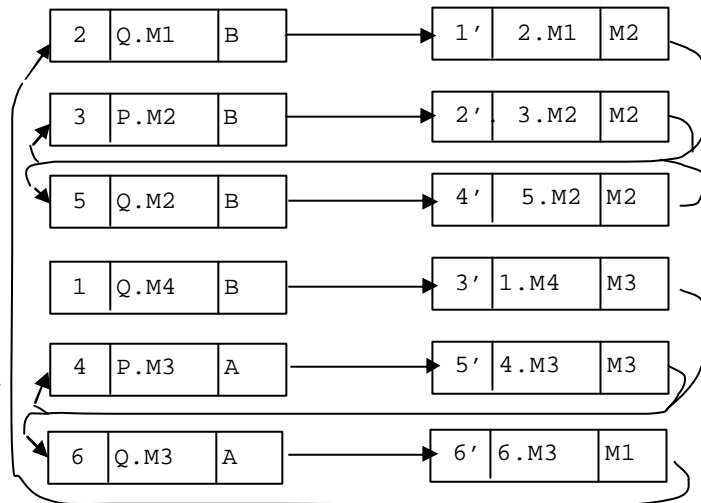 2 Q.M1 B 1' 2.M1 M2
3 P.M2 B 2'. 3.M2 M2
5 Q.M2 B 4' 5.M2 M2
1 Q.M4 B 3' 1.M4 M3
4 P.M3 A 5' 4.M3 M3
6 Q.M3 A 6' 6.M3 M1